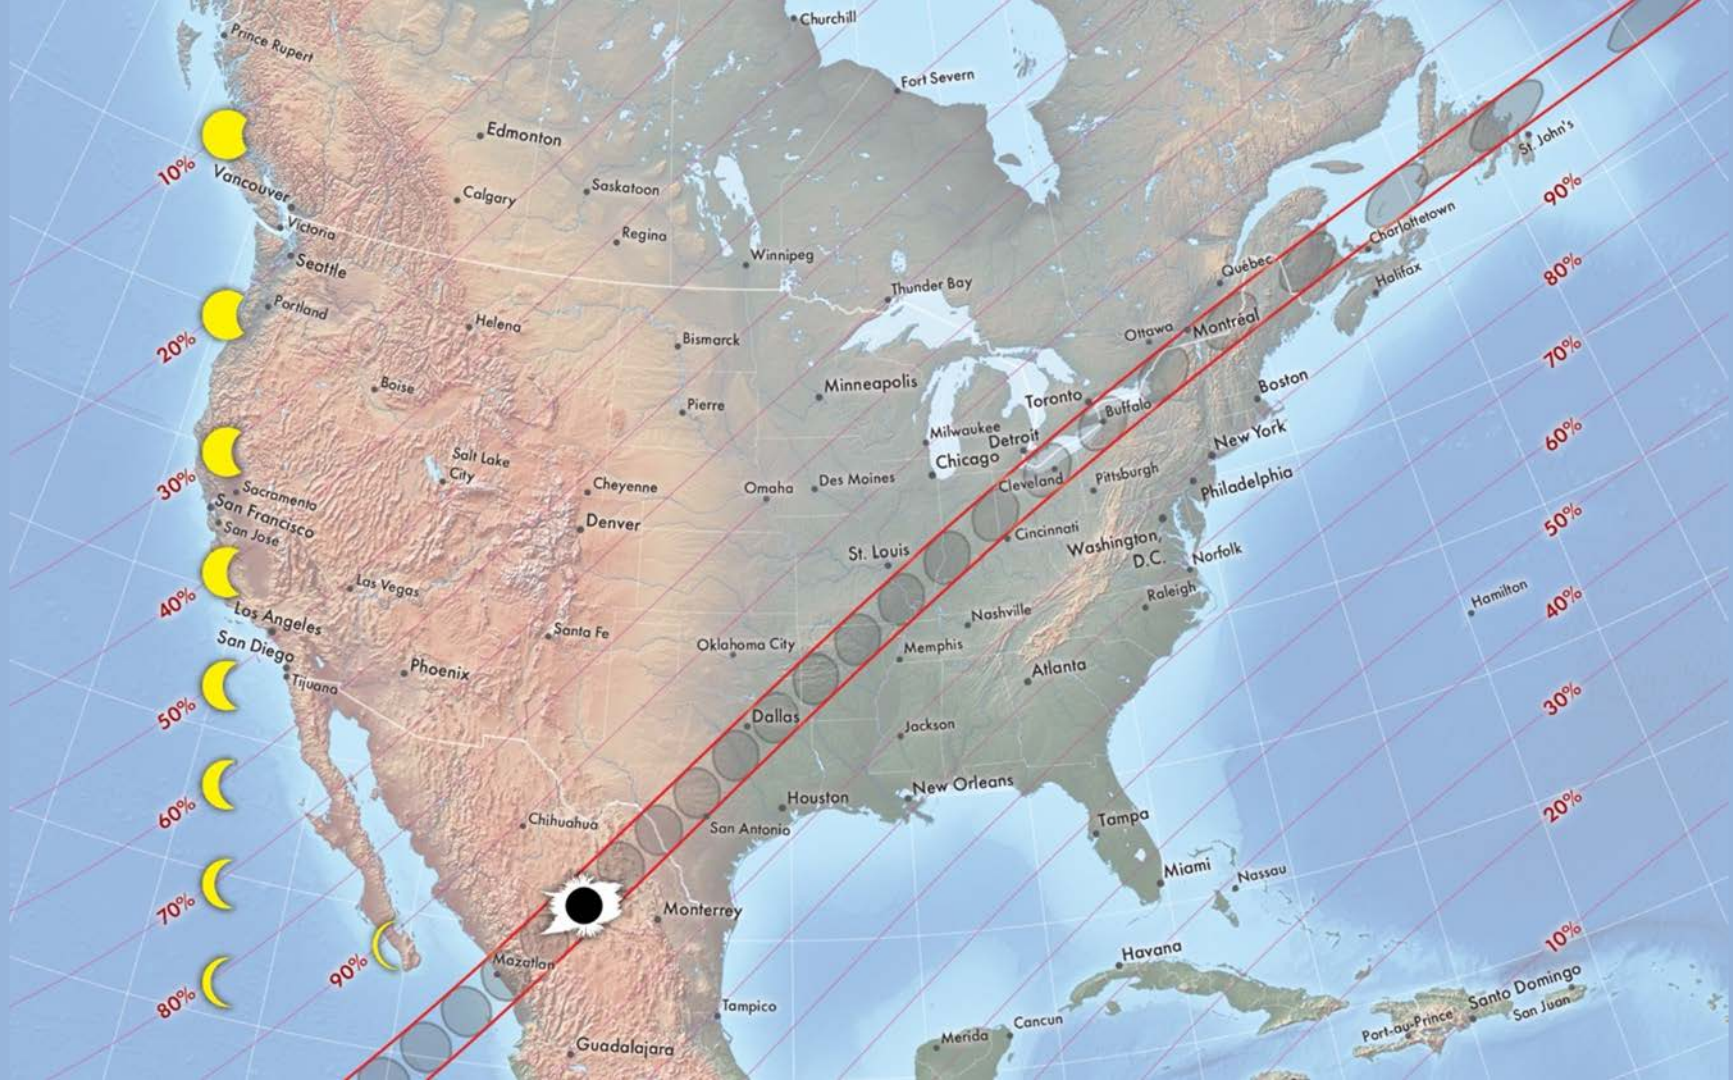 Churchill
Prince Rupert
Fort Severn
Edmonton
St. John's
10%
Vancouver
Calgary
Saskatoon
90%
Victoria
Regina
Charlottetown
Winnipeg
Seattle
Québec
Halifax
80%
Thunder Bay
Portland
Helena
Ottawa
Montréal
20%
Bismarck
70%
Boise
Minneapolis
Boston
Pierre
Toronto
Buffalo
Milwaukee
Detroit
New York
60%
Salt Lake
City
Chicago
30%
Sacramento
Cheyenne
Omaha
Des Moines
Cleveland
Pittsburgh
Philadelphia
San Francisco
San Jose
Denver
Cincinnati
50%
St. Louis
Washington,
D.C.
Norfolk
Las Vegas
40%
Raleigh
Hamilton
40%
Los Angeles
Santa Fe
Nashville
San Diego
Oklahoma City
Memphis
Phoenix
Tijuana
Atlanta
50%
Dallas
Jackson
30%
60%
Chihuahua
Houston
New Orleans
San Antonio
Tampa
20%
Miami
Nassau
70%
Monterrey
90%
Mazatlan
Havana
10%
80%
Tampico
Santo Domingo
San Juan
Cancun
Merida
Port-au-Prince
Guadalajara